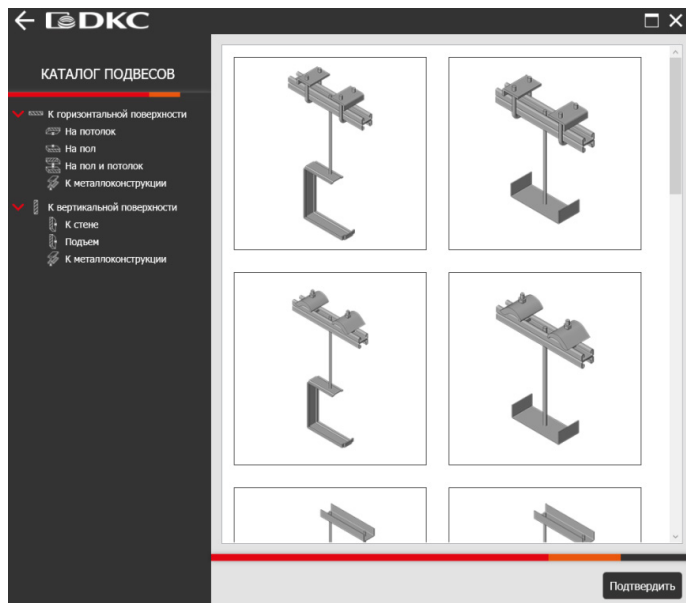 DKC
КАТАЛОГ ПОДВЕСОВ
К горизонтальной поверхности
На потолок
На пол
На пол и потолок
К металлоконструкции
К вертикальной поверхности
К стене
Подъем
К металлоконструкции
Подтвердить